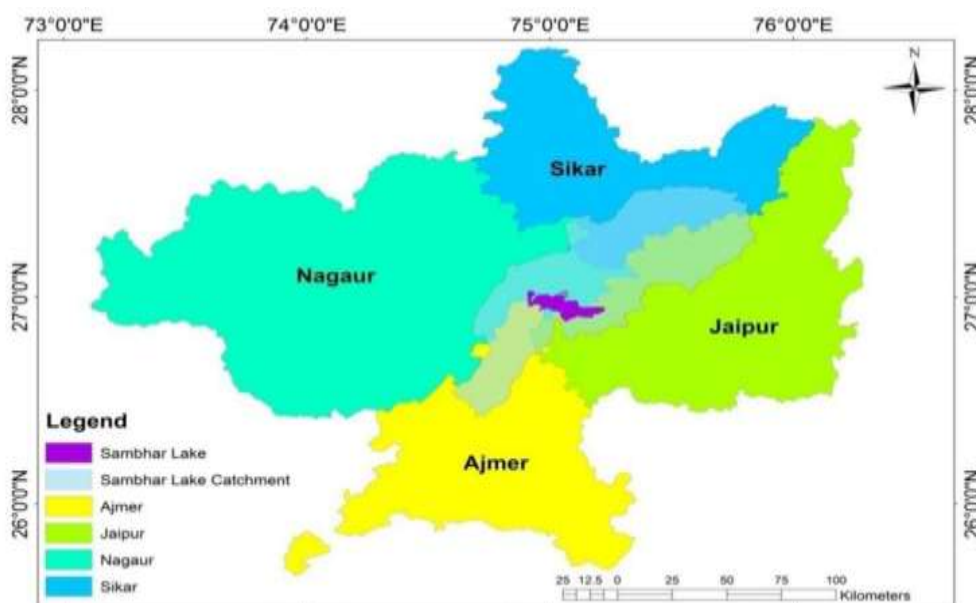 73°0'0"E 74°0'0"E 75°0'0"E 76°0'0"E
N
28°0'0"N 28°0'0"N
Sikar
Nagaur
27°0'0"N 27°0'0"N
Jaipur
Legend
Sambhar Lake
Ajmer
Sambhar Lake Catchment
26°0'0"N 26°0'0"N
Ajmer
Jaipur
Nagaur
Sikar
25 12.5 0 25 50 75 100
Kilometers